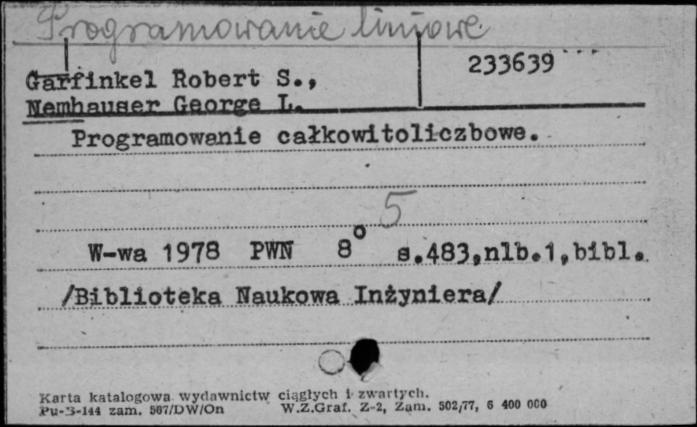 Programowanie liniowe.
233639
Garfinkel Robert S.,
Nemhauser George L.
Programowanie całkowitoliczbowe.
5
W-wa 1978 PWN 8° s.483,nlb.1,bibl.
/Biblioteka Naukowa Inżyniera/
Karta katalogowa wydawnictw ciągłych i zwartych.
Pu-3-144 zam. 567/DW/On W.Z.Graf. Z-2, Zam. 502/77, 6 400 000